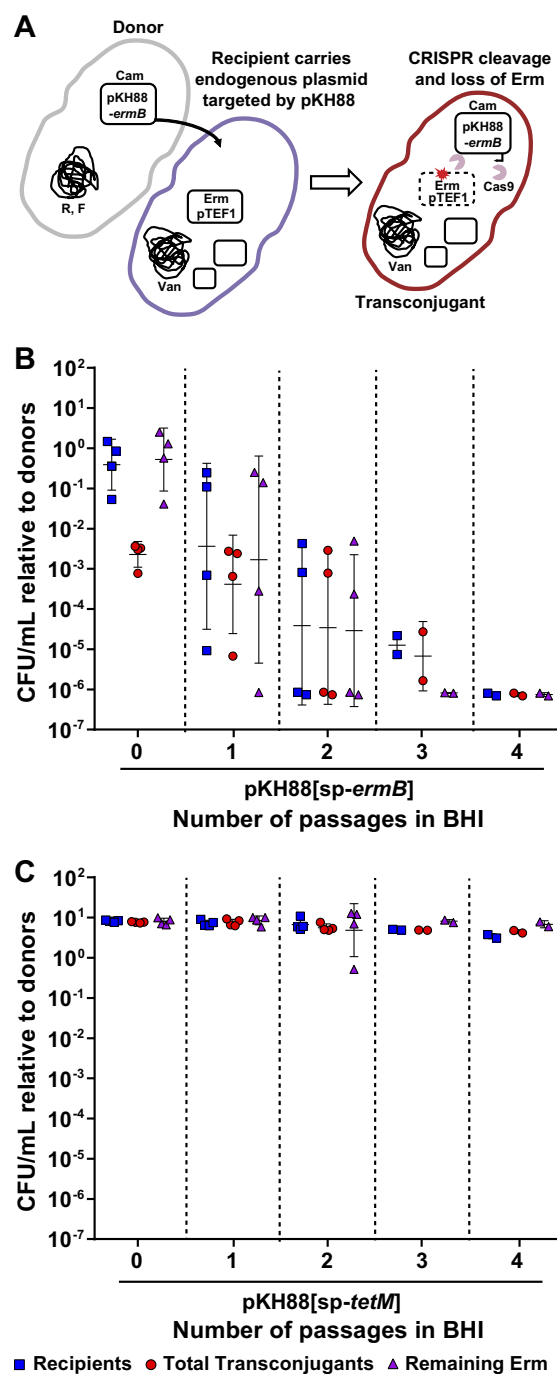 A
Donor
Cam
pKH88
-ermB
R, F
Recipient carries
endogenous plasmid
targeted by pKH88
Erm
pTEF1
Van
CRISPR cleavage
and loss of Erm
Cam
pKH88
-ermB
Erm
pTEF1
Cas9
Van
Transconjugant
B
CFU/mL relative to donors
10²
10¹
10⁰
10⁻¹
10⁻²
10⁻³
10⁻⁴
10⁻⁵
10⁻⁶
10⁻⁷
0 1 2 3 4
pKH88[sp-ermB]
Number of passages in BHI
C
CFU/mL relative to donors
10²
10¹
10⁰
10⁻¹
10⁻²
10⁻³
10⁻⁴
10⁻⁵
10⁻⁶
10⁻⁷
0 1 2 3 4
pKH88[sp-tetM]
Number of passages in BHI
Recipients Total Transconjugants Remaining Erm